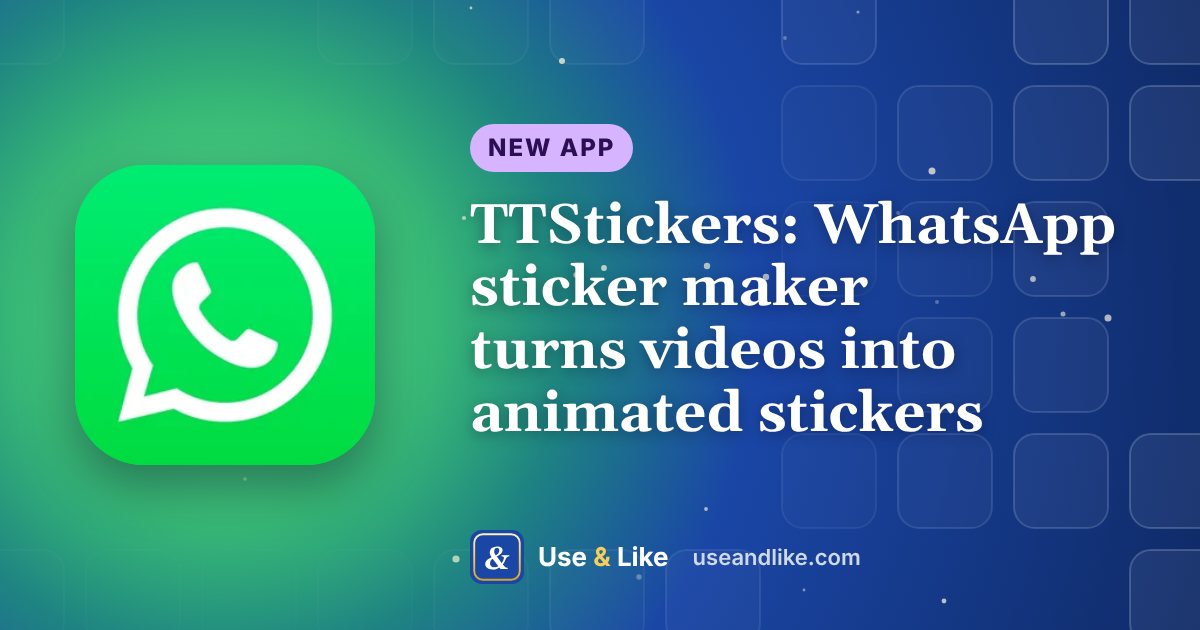 NEW APP
TTStickers: WhatsApp
sticker maker
turns videos into
animated stickers
& Use & Like useandlike.com